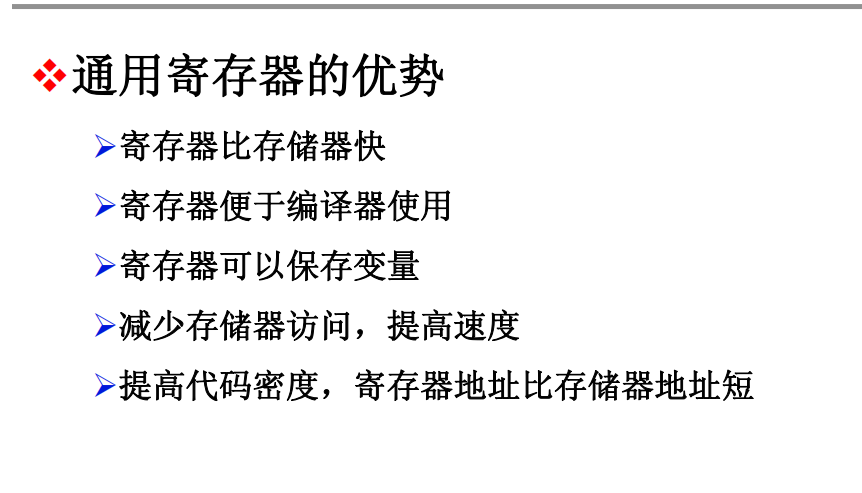 通用寄存器的优势
寄存器比存储器快
寄存器便于编译器使用
寄存器可以保存变量
减少存储器访问，提高速度
提高代码密度，寄存器地址比存储器地址短